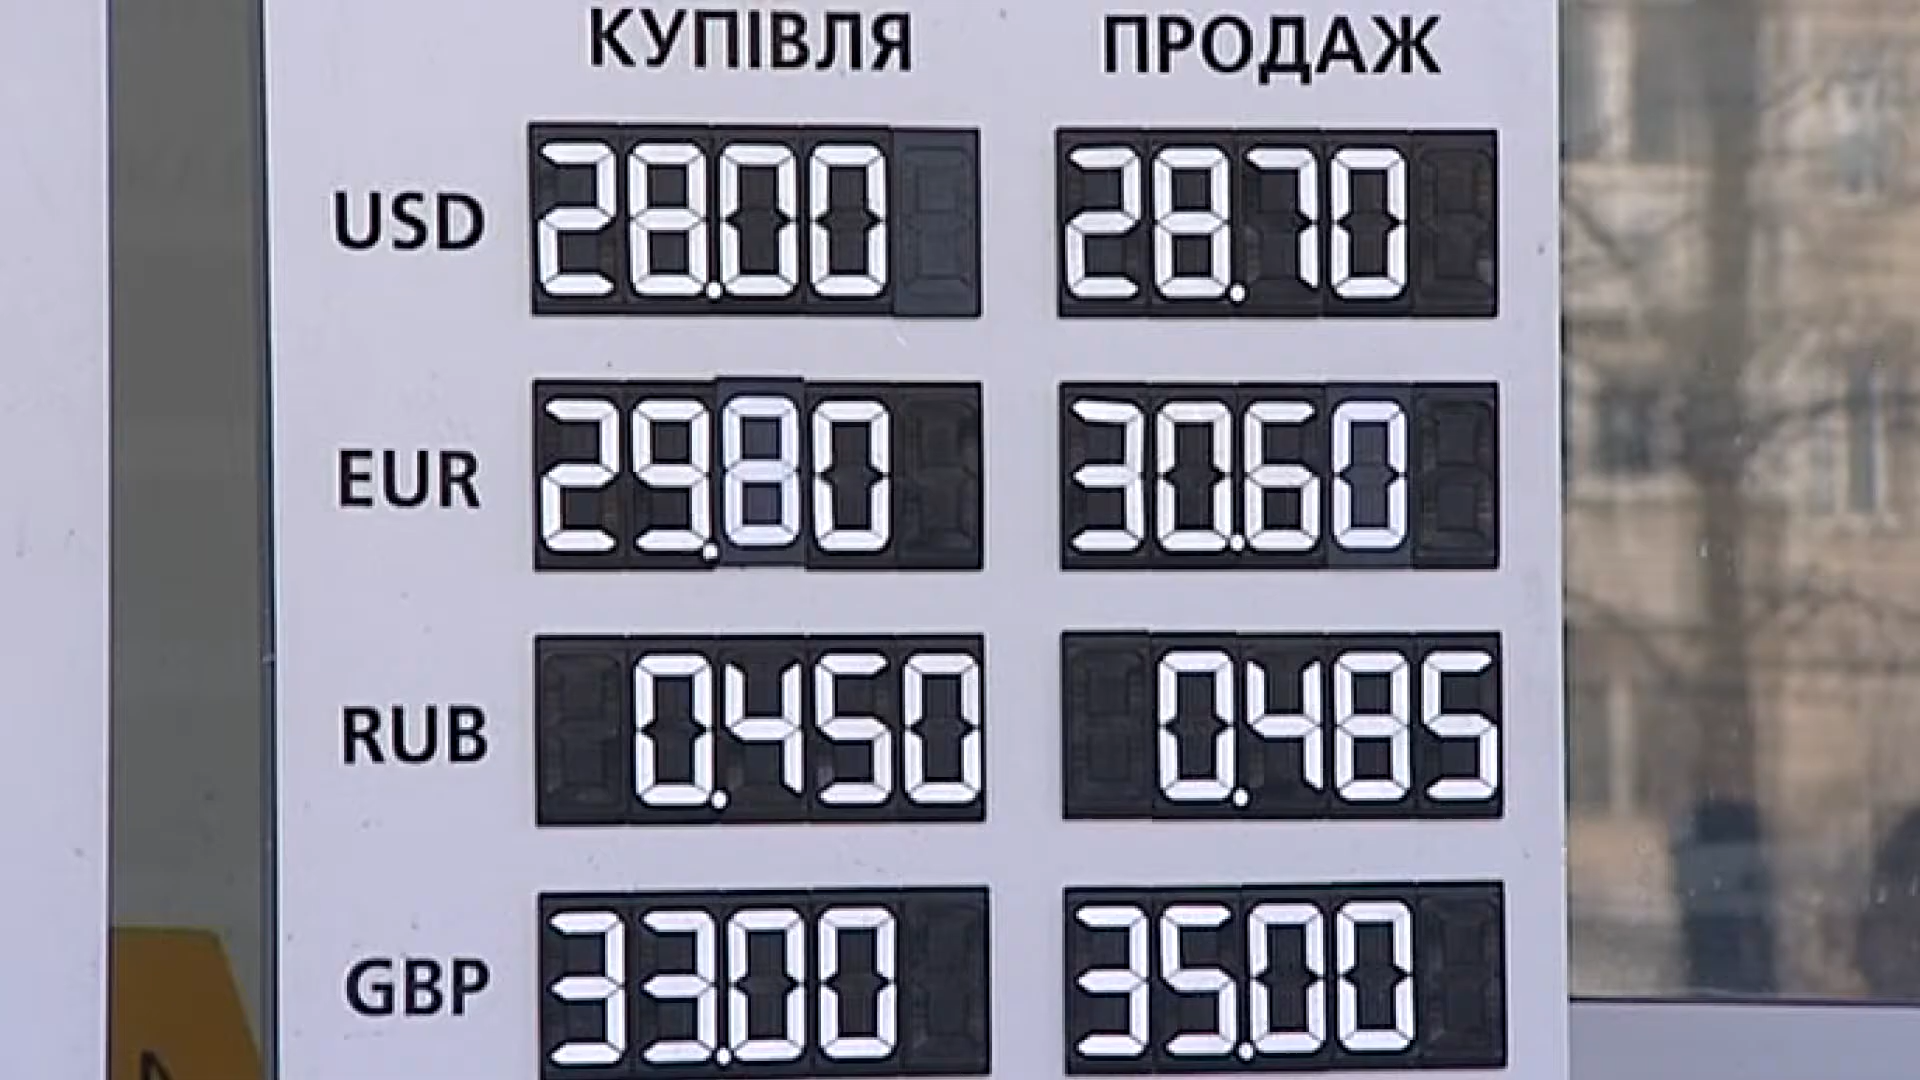 КУПІВЛЯ ПРОДАЖ
USD 28.00 28.70
EUR 29.80 30.60
RUB 0.450 0.485
GBP 33.00 35.00